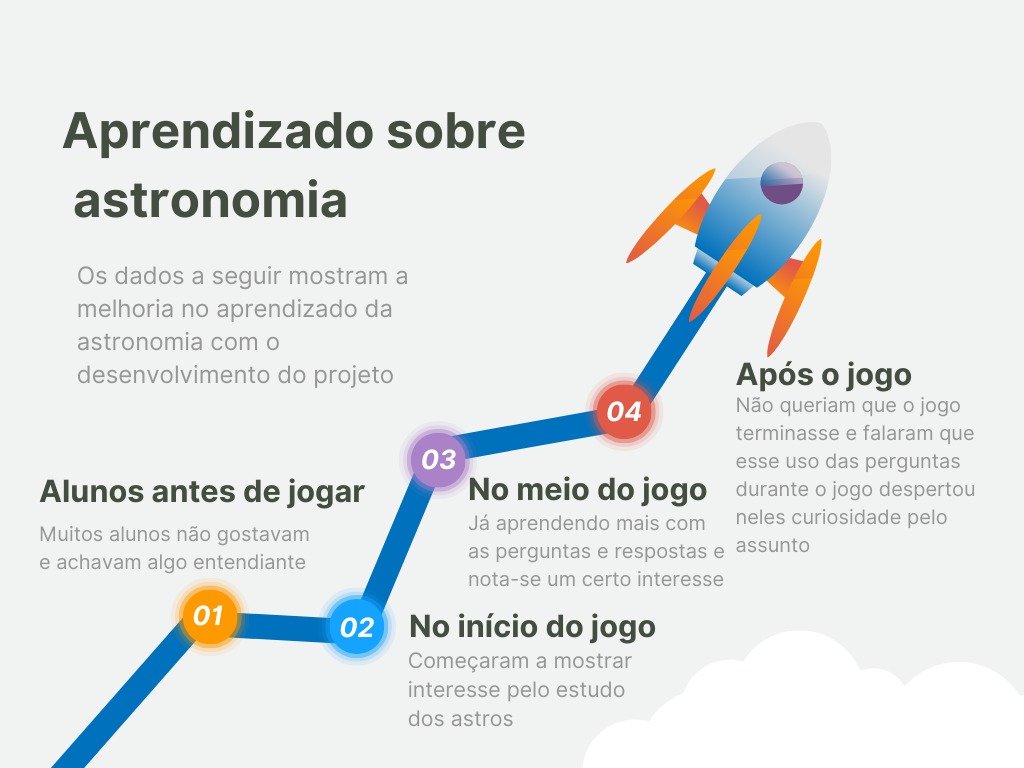 Aprendizado sobre
astronomia
Os dados a seguir mostram a
melhoria no aprendizado da
astronomia com o
desenvolvimento do projeto
Alunos antes de jogar
Muitos alunos não gostavam
e achavam algo entendiante
01
02
No início do jogo
Começaram a mostrar
interesse pelo estudo
dos astros
03
No meio do jogo
Já aprendendo mais com
as perguntas e respostas e
nota-se um certo interesse
04
Após o jogo
Não queriam que o jogo
terminasse e falaram que
esse uso das perguntas
durante o jogo despertou
neles curiosidade pelo
assunto